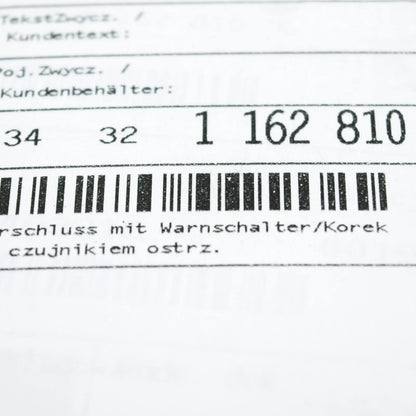 TekstZwycz. /
Kundentext:
Poj.Zwycz. /
Kundenbehälter:
34 32 1 162 810
rschluss mit Warnschalter/Korek
czujnikiem ostrz.